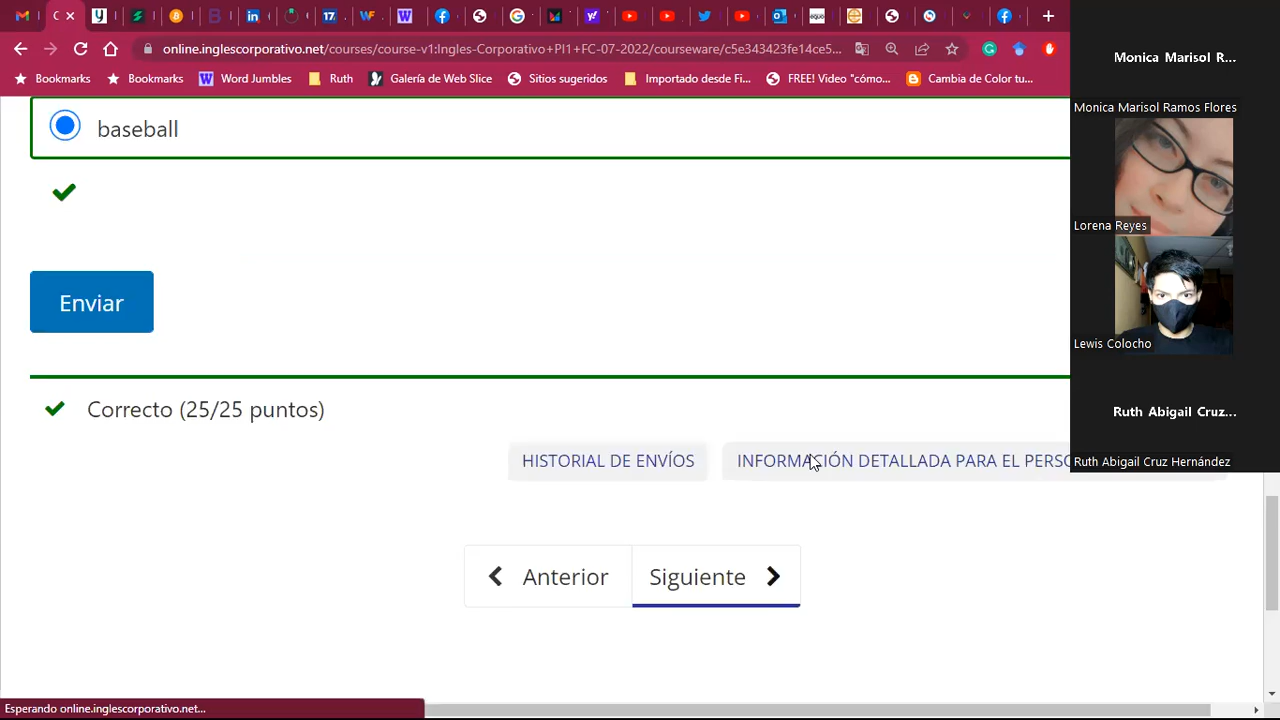 C
17
online.inglescorporativo.net/courses/course-v1:Ingles-Corporativo+PI1+FC-07-2022/courseware/c5e343423fe14ce5...
Bookmarks
Bookmarks
Word Jumbles
Ruth
Galería de Web Slice
Sitios sugeridos
Importado desde Fi...
FREE! Video "cómo...
Cambia de Color tu...
Monica Marisol R...
Monica Marisol Ramos Flores
Lorena Reyes
Lewis Colocho
Ruth Abigail Cruz...
Ruth Abigail Cruz Hernández
baseball
Enviar
Correcto (25/25 puntos)
HISTORIAL DE ENVÍOS
INFORMACIÓN DETALLADA PARA EL PERSO
Anterior
Siguiente
Esperando online.inglescorporativo.net...